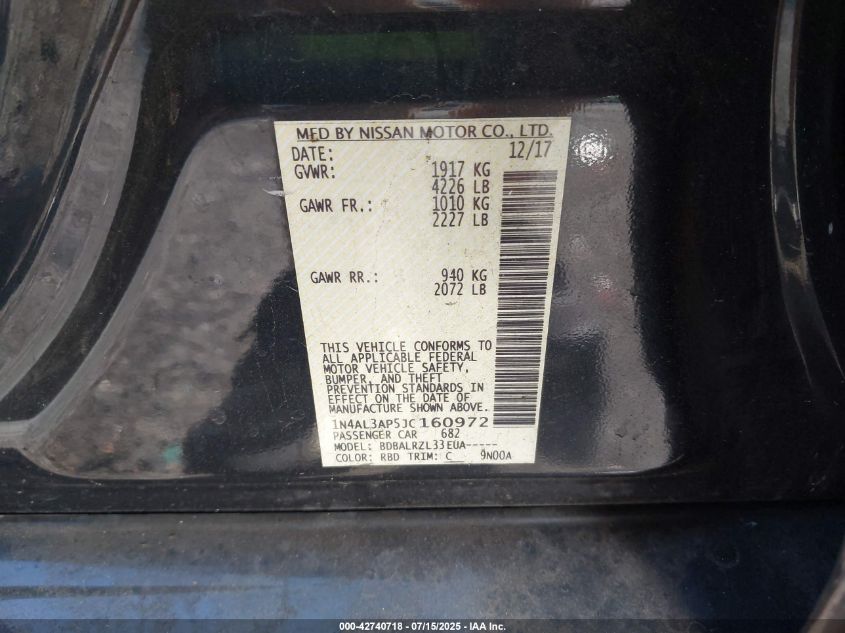 MFD BY NISSAN MOTOR CO., LTD.
DATE: 12/17
GVWR: 1917 KG
4226 LB
GAWR FR.: 1010 KG
2227 LB
GAWR RR.: 940 KG
2072 LB
THIS VEHICLE CONFORMS TO
ALL APPLICABLE FEDERAL
MOTOR VEHICLE SAFETY,
BUMPER, AND THEFT
PREVENTION STANDARDS IN
EFFECT ON THE DATE OF
MANUFACTURE SHOWN ABOVE.
1N4AL3AP5JC160972
PASSENGER CAR 682
MODEL: BDBALRZL33EUA-----
COLOR: RBD TRIM: C 9N00A
000-42740718 - 07/15/2025 - IAA Inc.